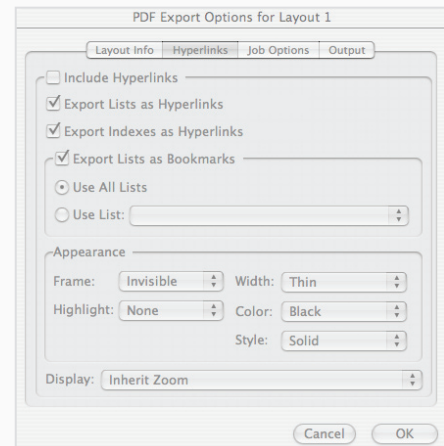 PDF Export Options for Layout 1
Layout Info Hyperlinks Job Options Output
Include Hyperlinks
Export Lists as Hyperlinks
Export Indexes as Hyperlinks
Export Lists as Bookmarks
Use All Lists
Use List:
Appearance
Frame: Invisible Width: Thin
Highlight: None Color: Black
Style: Solid
Display: Inherit Zoom
Cancel OK